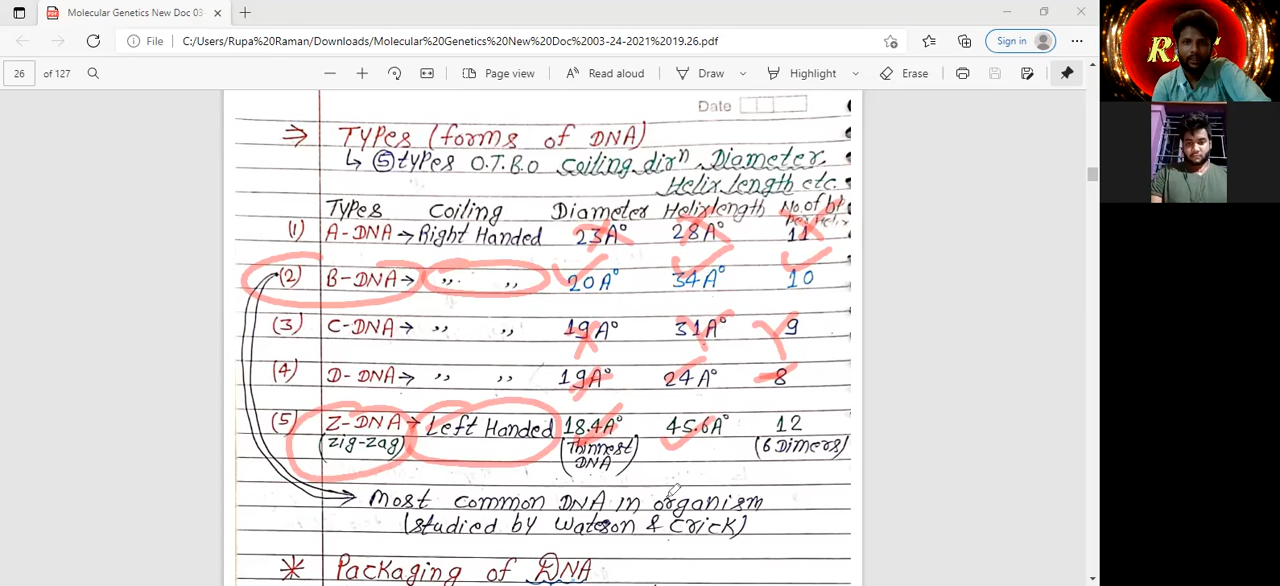 Molecular Genetics New Doc 03-
File C:/Users/Rupa%20Raman/Downloads/Molecular%20Genetics%20New%20Doc%2003-24-2021%2019.26.pdf Sign in
26 of 127 Page view Read aloud Draw Highlight Erase
Date
⇒ TYPes (forms of DNA)
↳ ⑤ types O.T.B.O Coiling, dirⁿ, Diameter,
Helix length etc.
Types Coiling Diameter Helix length No. of bp
per Helix
(1) A-DNA → Right Handed 23A° 28A° 11
(2) B-DNA → ,, ,, 20A° 34A° 10
(3) C-DNA → ,, ,, 19A° 31A° 9
(4) D-DNA → ,, ,, 19A° 24A° 8
(5) Z-DNA → Left Handed 18.4A° 45.6A° 12
(zig-zag) (Thinnest DNA) (6 Dimers)
→ Most common DNA in organism
(studied by Watson & Crick)
* Packaging of DNA